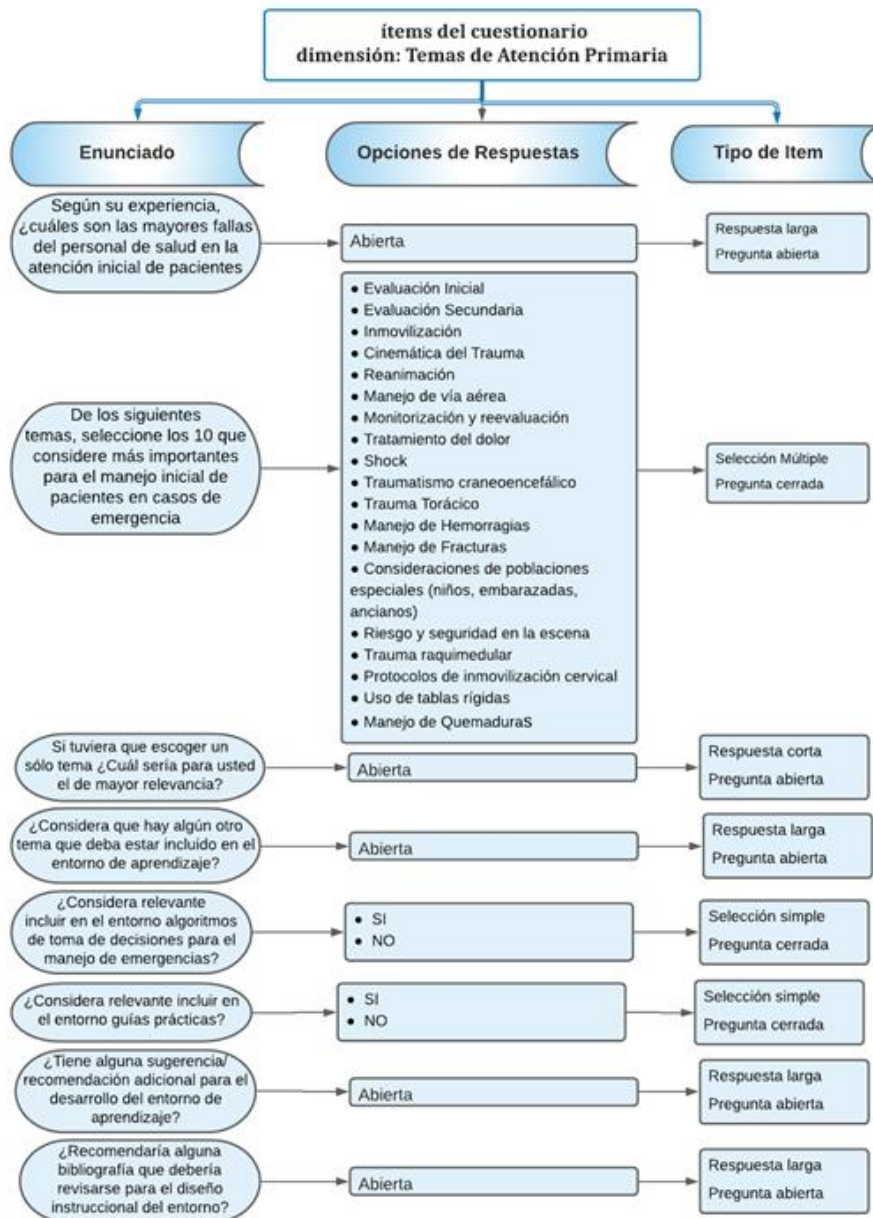 ítems del cuestionario
dimensión: Temas de Atención Primaria
Enunciado
Opciones de Respuestas
Tipo de Item
Según su experiencia,
¿cuáles son las mayores fallas
del personal de salud en la
atención inicial de pacientes
Abierta
Respuesta larga
Pregunta abierta
De los siguientes
temas, seleccione los 10 que
considere más importantes
para el manejo inicial de
pacientes en casos de
emergencia
● Evaluación Inicial
● Evaluación Secundaria
● Inmovilización
● Cinemática del Trauma
● Reanimación
● Manejo de vía aérea
● Monitorización y reevaluación
● Tratamiento del dolor
● Shock
● Traumatismo craneoencefálico
● Trauma Torácico
● Manejo de Hemorragias
● Manejo de Fracturas
● Consideraciones de poblaciones
especiales (niños, embarazadas,
ancianos)
● Riesgo y seguridad en la escena
● Trauma raquimedular
● Protocolos de inmovilización cervical
● Uso de tablas rígidas
● Manejo de Quemaduras
Selección Múltiple
Pregunta cerrada
Si tuviera que escoger un
sólo tema ¿Cuál sería para usted
el de mayor relevancia?
Abierta
Respuesta corta
Pregunta abierta
¿Considera que hay algún otro
tema que deba estar incluido en el
entorno de aprendizaje?
Abierta
Respuesta larga
Pregunta abierta
¿Considera relevante
incluir en el entorno algoritmos
de toma de decisiones para el
manejo de emergencias?
● SI
● NO
Selección simple
Pregunta cerrada
¿Considera relevante incluir en
el entorno guías prácticas?
● SI
● NO
Selección simple
Pregunta cerrada
¿Tiene alguna sugerencia/
recomendación adicional para el
desarrollo del entorno de
aprendizaje?
Abierta
Respuesta larga
Pregunta abierta
¿Recomendaría alguna
bibliografía que debería
revisarse para el diseño
instruccional del entorno?
Abierta
Respuesta larga
Pregunta abierta